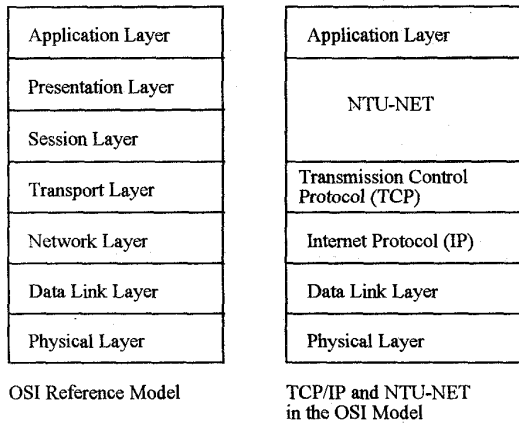 Application Layer
Presentation Layer
Session Layer
Transport Layer
Network Layer
Data Link Layer
Physical Layer
OSI Reference Model
Application Layer
NTU-NET
Transmission Control
Protocol (TCP)
Internet Protocol (IP)
Data Link Layer
Physical Layer
TCP/IP and NTU-NET
in the OSI Model